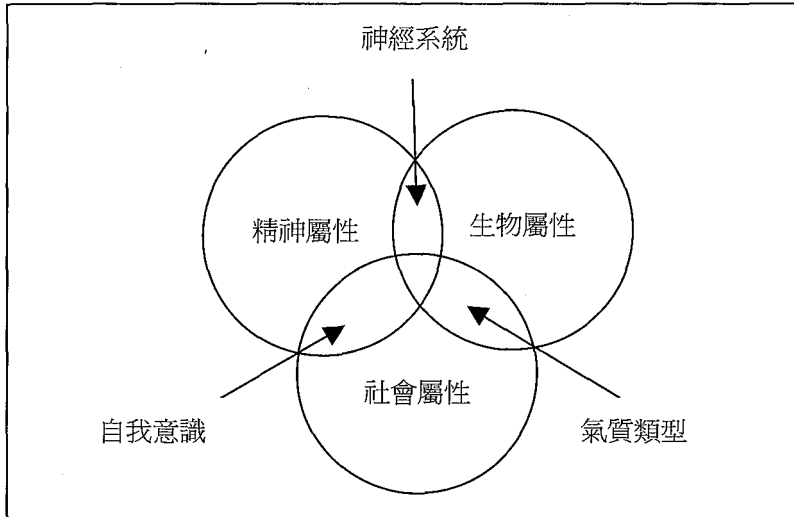 神經系統
精神屬性
生物屬性
社會屬性
自我意識
氣質類型